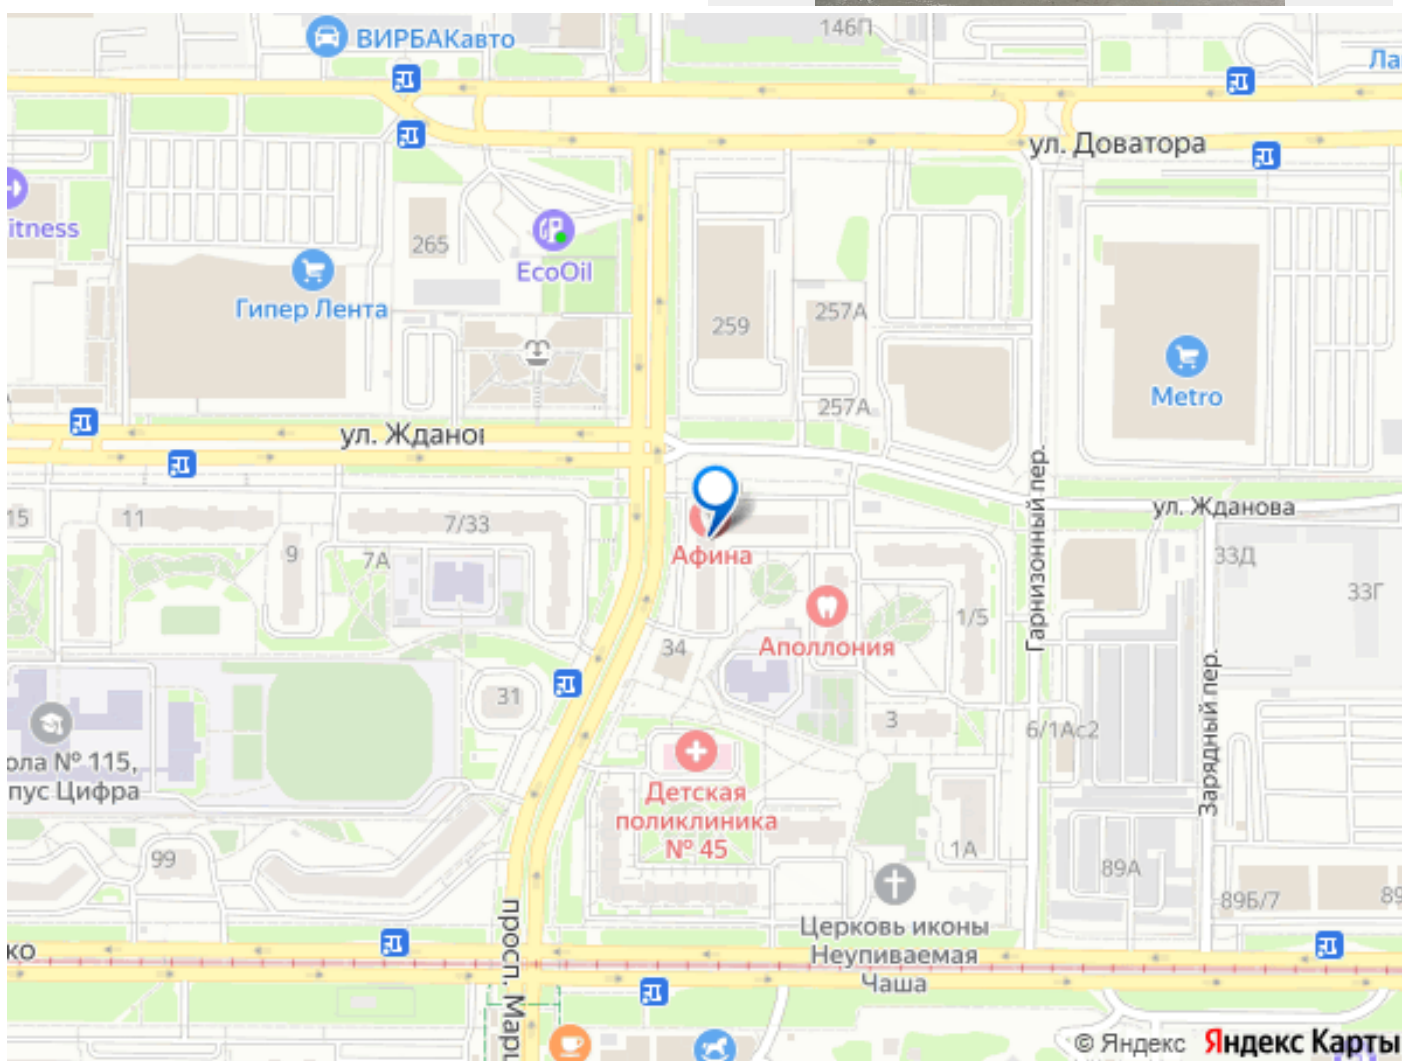 146П
ВИРБАКавто
Ла
ул. Доватора
itness
265
EcoOil
Гипер Лента
259
257А
Metro
257А
ул. Жданов
15
11
7/33
9
7А
Афина
Гарнизонный пер.
ул. Жданова
33Д
33Г
1/5
Аполлония
34
31
3
6/1Ас2
Зарядный пер.
ола № 115,
пус Цифра
Детская
поликлиника
№ 45
99
1А
89А
89Б/7
89
Церковь иконы
Неупиваемая
Чаша
ко
просп. Марш
© Яндекс Яндекс Карты